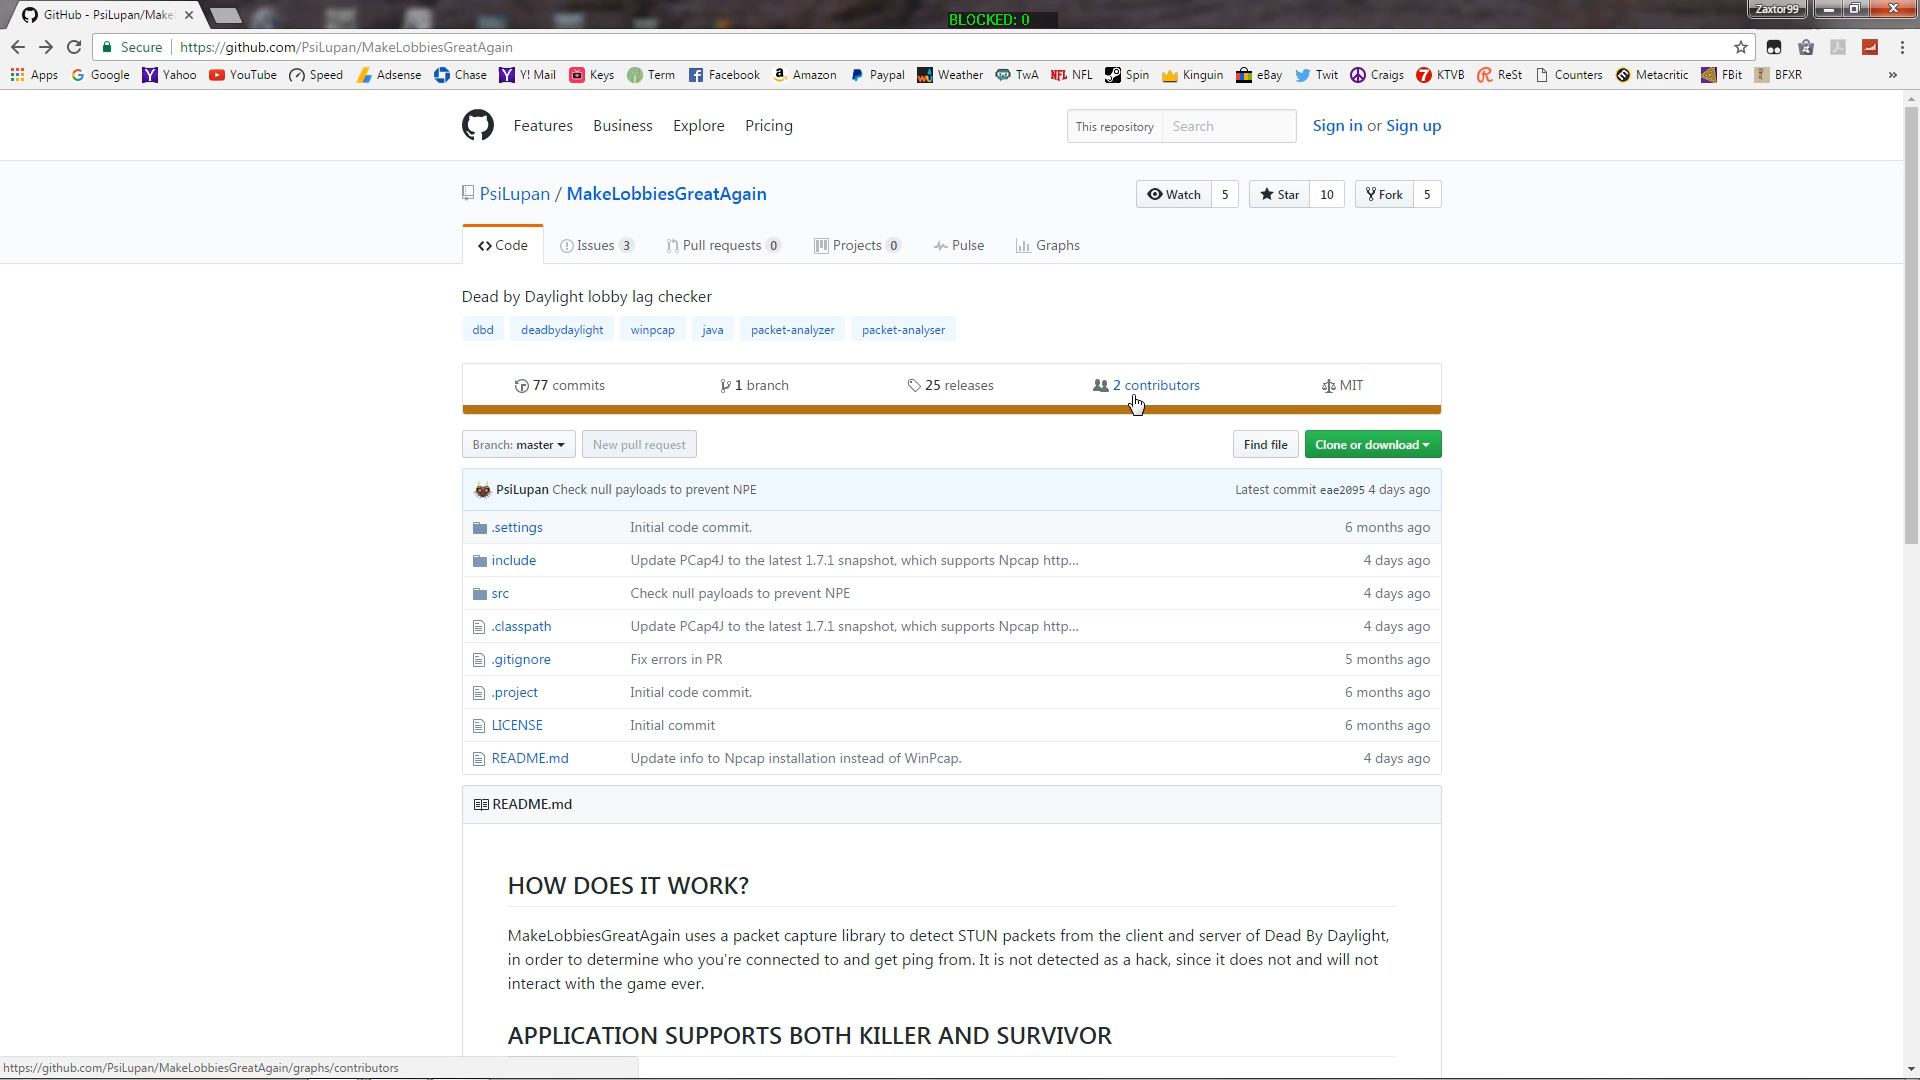 GitHub - PsiLupan/Make
BLOCKED: 0
Zaxtor99
Secure https://github.com/PsiLupan/MakeLobbiesGreatAgain
Apps Google Yahoo YouTube Speed Adsense Chase Y! Mail Keys Term Facebook Amazon Paypal Weather TwA NFL Spin Kinguin eBay Twit Craigs KTVB ReSt Counters Metacritic FBit BFXR »
Features Business Explore Pricing This repository Search Sign in or Sign up
PsiLupan / MakeLobbiesGreatAgain Watch 5 Star 10 Fork 5
Code Issues 3 Pull requests 0 Projects 0 Pulse Graphs
Dead by Daylight lobby lag checker
dbd deadbydaylight winpcap java packet-analyzer packet-analyser
77 commits 1 branch 25 releases 2 contributors MIT
Branch: master New pull request Find file Clone or download
PsiLupan Check null payloads to prevent NPE Latest commit eae2095 4 days ago
.settings Initial code commit. 6 months ago
include Update PCap4J to the latest 1.7.1 snapshot, which supports Npcap http... 4 days ago
src Check null payloads to prevent NPE 4 days ago
.classpath Update PCap4J to the latest 1.7.1 snapshot, which supports Npcap http... 4 days ago
.gitignore Fix errors in PR 5 months ago
.project Initial code commit. 6 months ago
LICENSE Initial commit 6 months ago
README.md Update info to Npcap installation instead of WinPcap. 4 days ago
README.md
HOW DOES IT WORK?
MakeLobbiesGreatAgain uses a packet capture library to detect STUN packets from the client and server of Dead By Daylight,
in order to determine who you're connected to and get ping from. It is not detected as a hack, since it does not and will not
interact with the game ever.
APPLICATION SUPPORTS BOTH KILLER AND SURVIVOR
https://github.com/PsiLupan/MakeLobbiesGreatAgain/graphs/contributors